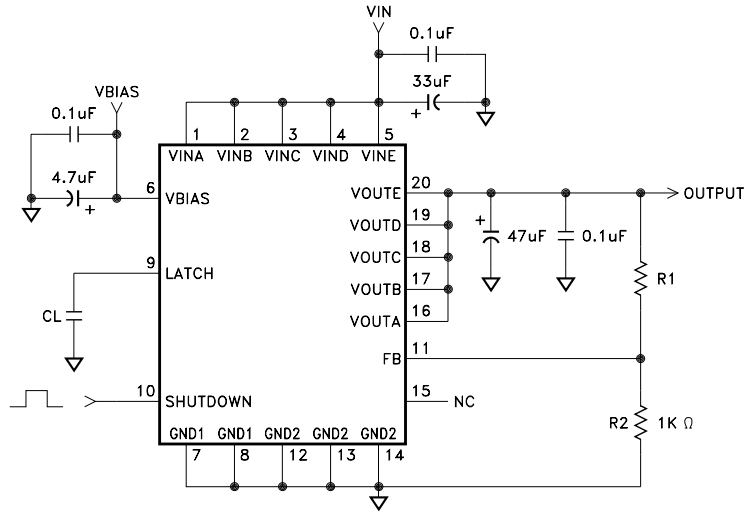 VIN
0.1uF
33uF
+
VBIAS
0.1uF
4.7uF
+
1 2 3 4 5
VINA VINB VINC VIND VINE
6 VBIAS
9 LATCH
CL
10 SHUTDOWN
VOUTE 20
OUTPUT
VOUTD 19
VOUTC 18
VOUTB 17
VOUTA 16
+
47uF
0.1uF
R1
FB 11
15 NC
R2 1K Ω
GND1 GND1 GND2 GND2 GND2
7 8 12 13 14